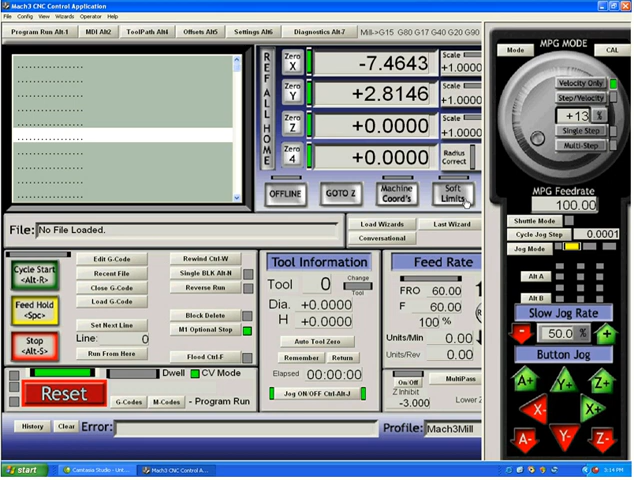 Mach3 CNC Control Application
File Config View Wizards Operator Help
Program Run Alt-1 MDI Alt2 ToolPath Alt4 Offsets Alt5 Settings Alt6 Diagnostics Alt-7 Mill->G15 G80 G17 G40 G20 G90
REF ALL HOME
Zero X -7.4643 Scale +1.0000
Zero Y +2.8146 Scale +1.0000
Zero Z +0.0000 Scale +1.0000
Zero 4 +0.0000 Radius Correct
OFFLINE GOTO Z Machine Coord's Soft Limits
File: No File Loaded.
Load Wizards Last Wizard
Conversational
Cycle Start <Alt-R>
Feed Hold <Spc>
Stop <Alt-S>
Edit G-Code
Recent File
Close G-Code
Load G-Code
Set Next Line
Line: 0
Run From Here
Rewind Ctrl-W
Single BLK Alt-N
Reverse Run
Block Delete
M1 Optional Stop
Flood Ctrl-F
Dwell CV Mode
Reset
G-Codes M-Codes - Program Run
Tool Information
Tool 0 Change Tool
Dia. +0.0000
H +0.0000
Auto Tool Zero
Remember Return
Elapsed 00:00:00
Jog ON/OFF Ctrl-Alt-J
Feed Rate
FRO 60.00
F 60.00
100 %
Units/Min 0.00
Units/Rev 0.00
On/Off MultiPass
Z Inhibit
-3.000 Lower Z
History Clear Error: Profile: Mach3Mill
MPG MODE
Mode CAL
Velocity Only
Step/Velocity
+13 %
Single Step
Multi-Step
MPG Feedrate
100.00
Shuttle Mode
Cycle Jog Step 0.0001
Jog Mode
Alt A
Alt B
Slow Jog Rate
- 50.0 % +
Button Jog
A+ Y+ Z+
X- X+
A- Y- Z-
start Camtasia Studio - Unt... Mach3 CNC Control A... 5:14 PM